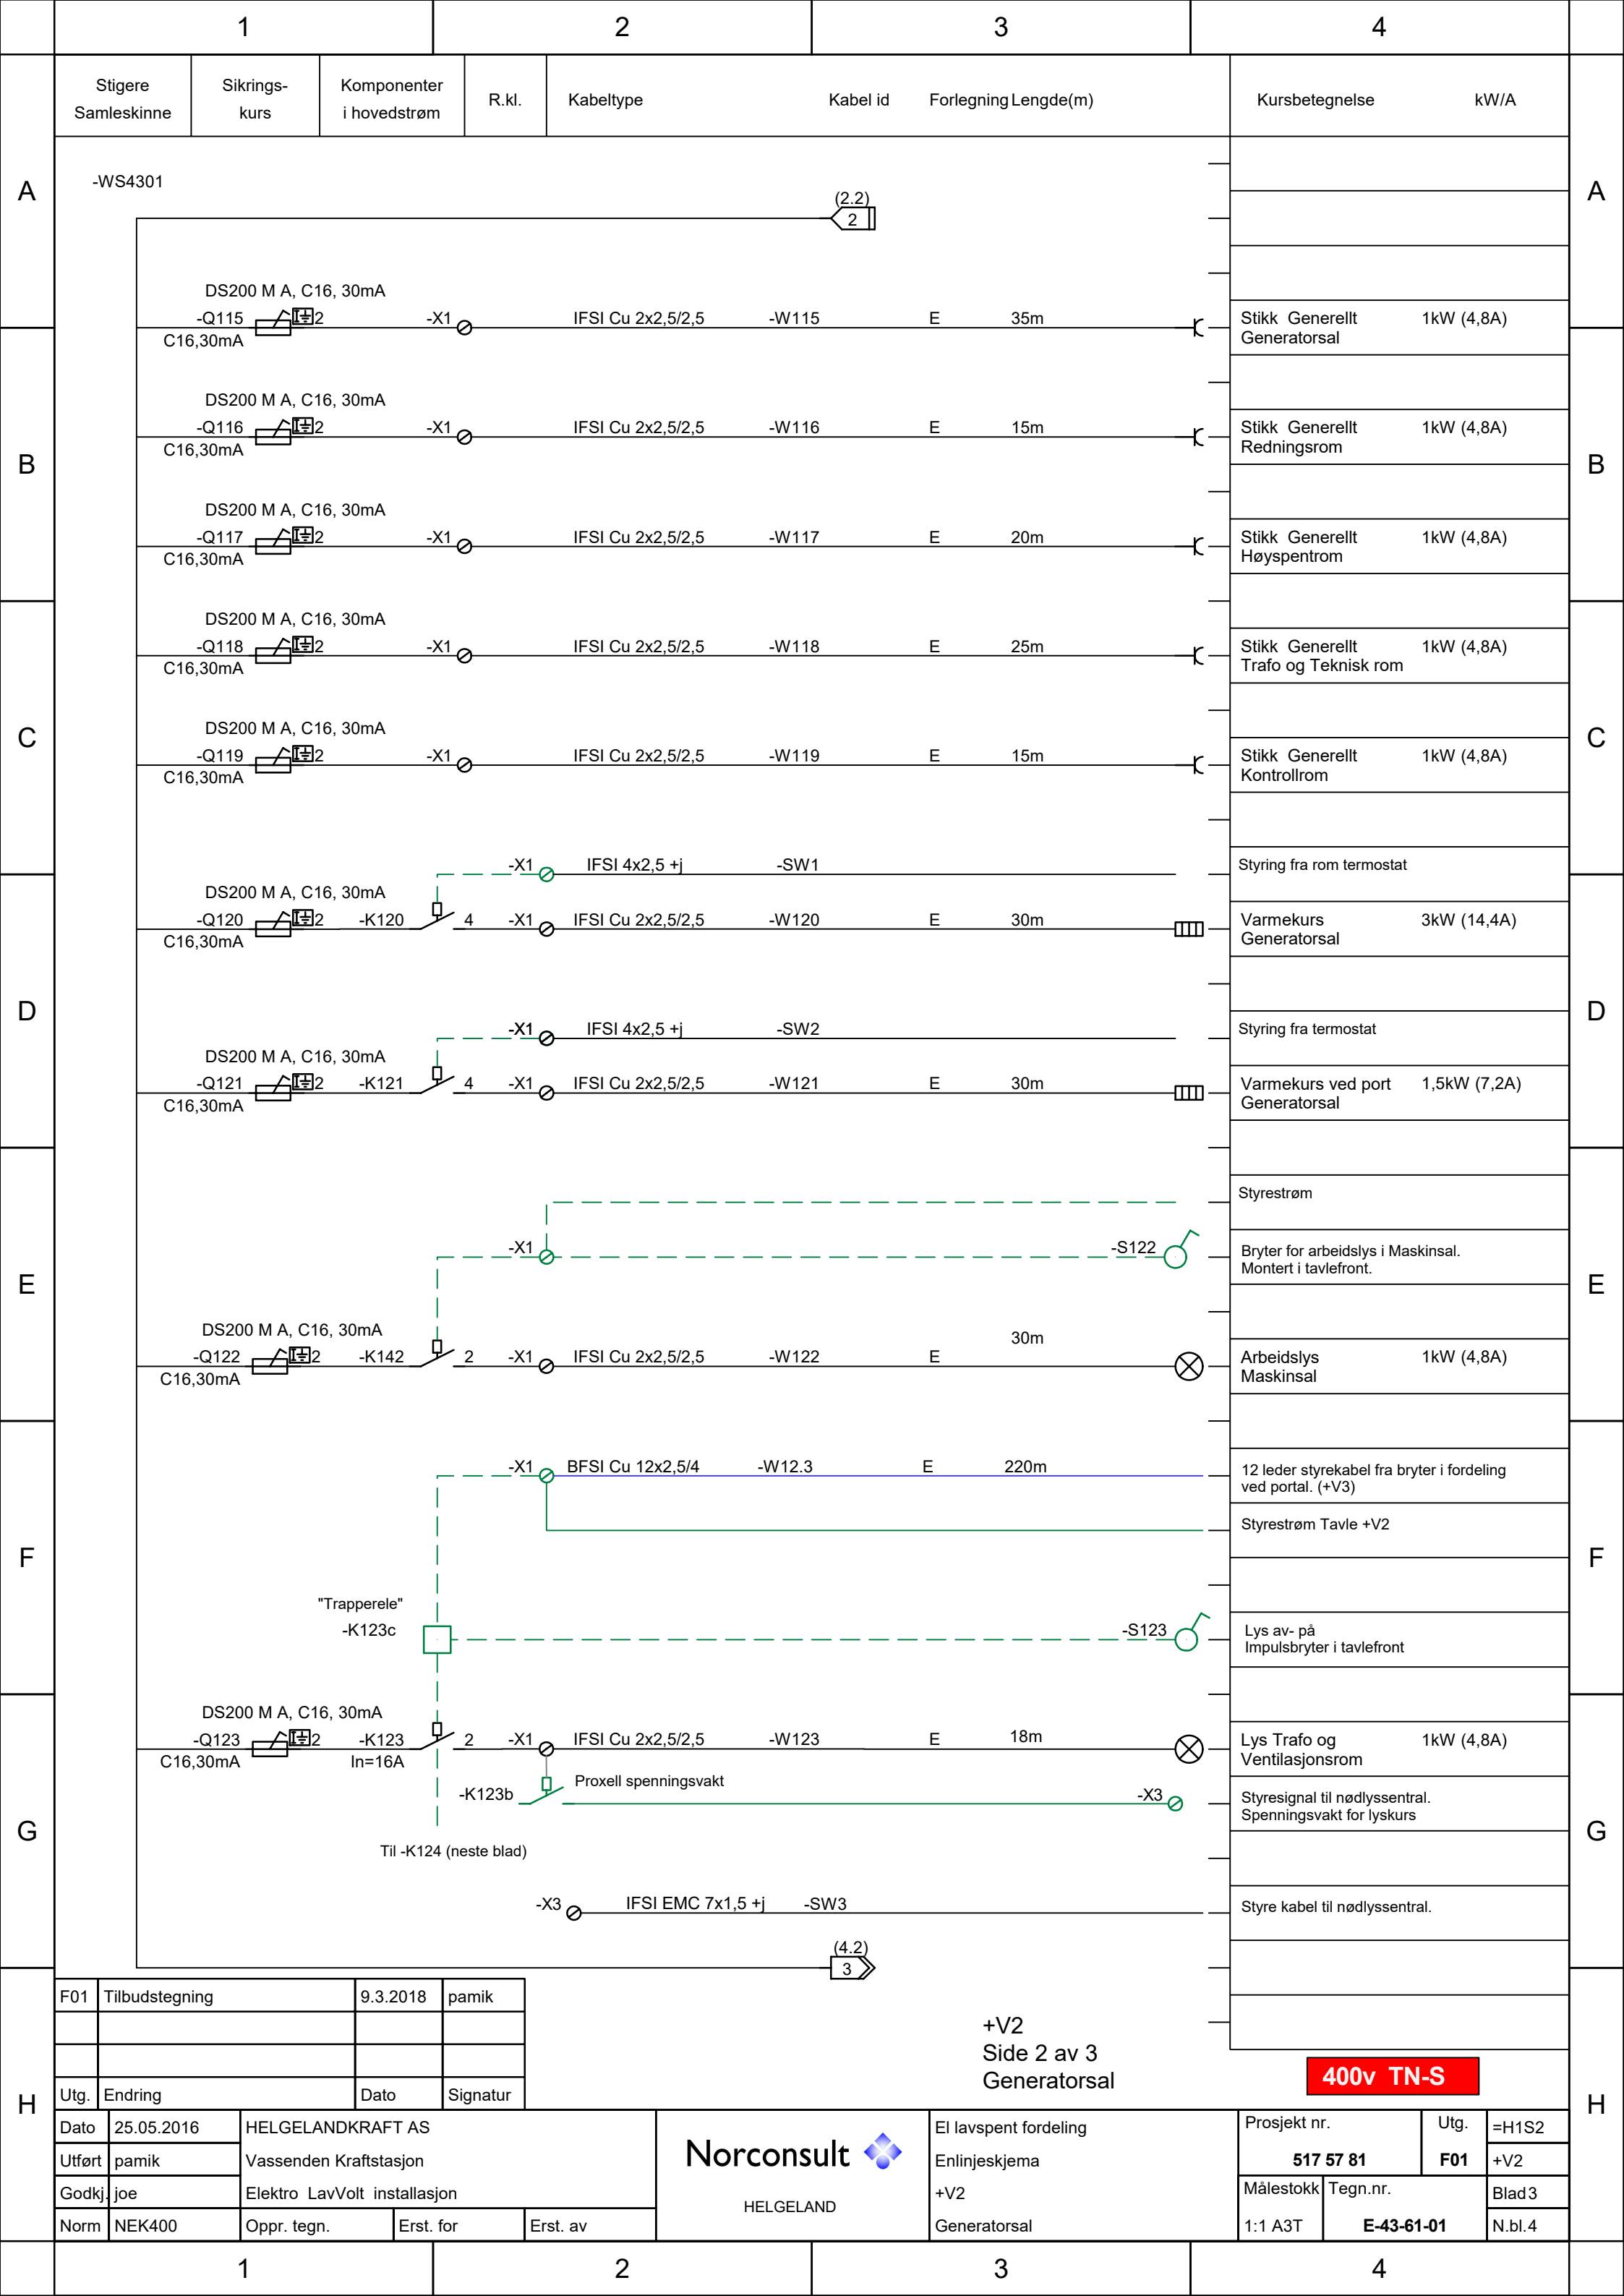 1 2 3 4
Stigere Samleskinne
Sikrings- kurs
Komponenter i hovedstrøm
R.kl.
Kabeltype
Kabel id
Forlegning Lengde(m)
Kursbetegnelse
kW/A
A A
-WS4301
(2.2)
2
DS200 M A, C16, 30mA
-Q115 2 -X1 IFSI Cu 2x2,5/2,5 -W115 E 35m Stikk Generellt 1kW (4,8A)
C16,30mA Generatorsal
DS200 M A, C16, 30mA
-Q116 2 -X1 IFSI Cu 2x2,5/2,5 -W116 E 15m Stikk Generellt 1kW (4,8A)
C16,30mA Redningsrom
B B
DS200 M A, C16, 30mA
-Q117 2 -X1 IFSI Cu 2x2,5/2,5 -W117 E 20m Stikk Generellt 1kW (4,8A)
C16,30mA Høyspentrom
DS200 M A, C16, 30mA
-Q118 2 -X1 IFSI Cu 2x2,5/2,5 -W118 E 25m Stikk Generellt 1kW (4,8A)
C16,30mA Trafo og Teknisk rom
C C
DS200 M A, C16, 30mA
-Q119 2 -X1 IFSI Cu 2x2,5/2,5 -W119 E 15m Stikk Generellt 1kW (4,8A)
C16,30mA Kontrollrom
-X1 IFSI 4x2,5 +j -SW1 Styring fra rom termostat
DS200 M A, C16, 30mA
-Q120 2 -K120 4 -X1 IFSI Cu 2x2,5/2,5 -W120 E 30m Varmekurs 3kW (14,4A)
C16,30mA Generatorsal
D D
-X1 IFSI 4x2,5 +j -SW2 Styring fra termostat
DS200 M A, C16, 30mA
-Q121 2 -K121 4 -X1 IFSI Cu 2x2,5/2,5 -W121 E 30m Varmekurs ved port 1,5kW (7,2A)
C16,30mA Generatorsal
Styrestrøm
-X1 -S122 Bryter for arbeidslys i Maskinsal.
Montert i tavlefront.
E E
DS200 M A, C16, 30mA 30m
-Q122 2 -K142 2 -X1 IFSI Cu 2x2,5/2,5 -W122 E Arbeidslys 1kW (4,8A)
C16,30mA Maskinsal
-X1 BFSI Cu 12x2,5/4 -W12.3 E 220m 12 leder styrekabel fra bryter i fordeling
ved portal. (+V3)
Styrestrøm Tavle +V2
F F
"Trapperele"
-K123c -S123 Lys av- på
Impulsbryter i tavlefront
DS200 M A, C16, 30mA
-Q123 2 -K123 2 -X1 IFSI Cu 2x2,5/2,5 -W123 E 18m Lys Trafo og 1kW (4,8A)
C16,30mA In=16A Ventilasjonsrom
Proxell spenningsvakt
-K123b -X3 Styresignal til nødlyssentral.
Spenningsvakt for lyskurs
G G
Til -K124 (neste blad)
-X3 IFSI EMC 7x1,5 +j -SW3 Styre kabel til nødlyssentral.
(4.2)
3
F01 Tilbudstegning 9.3.2018 pamik
Utg. Endring Dato Signatur
+V2
Side 2 av 3
Generatorsal
400v TN-S
H H
Dato 25.05.2016 HELGELANDKRAFT AS
Utført pamik Vassenden Kraftstasjon
Godkj. joe Elektro LavVolt installasjon
Norm NEK400 Oppr. tegn. Erst. for Erst. av
Norconsult
HELGELAND
El lavspent fordeling
Enlinjeskjema
+V2
Generatorsal
Prosjekt nr. Utg. =H1S2
517 57 81 F01 +V2
Målestokk Tegn.nr. Blad 3
1:1 A3T E-43-61-01 N.bl. 4
1 2 3 4